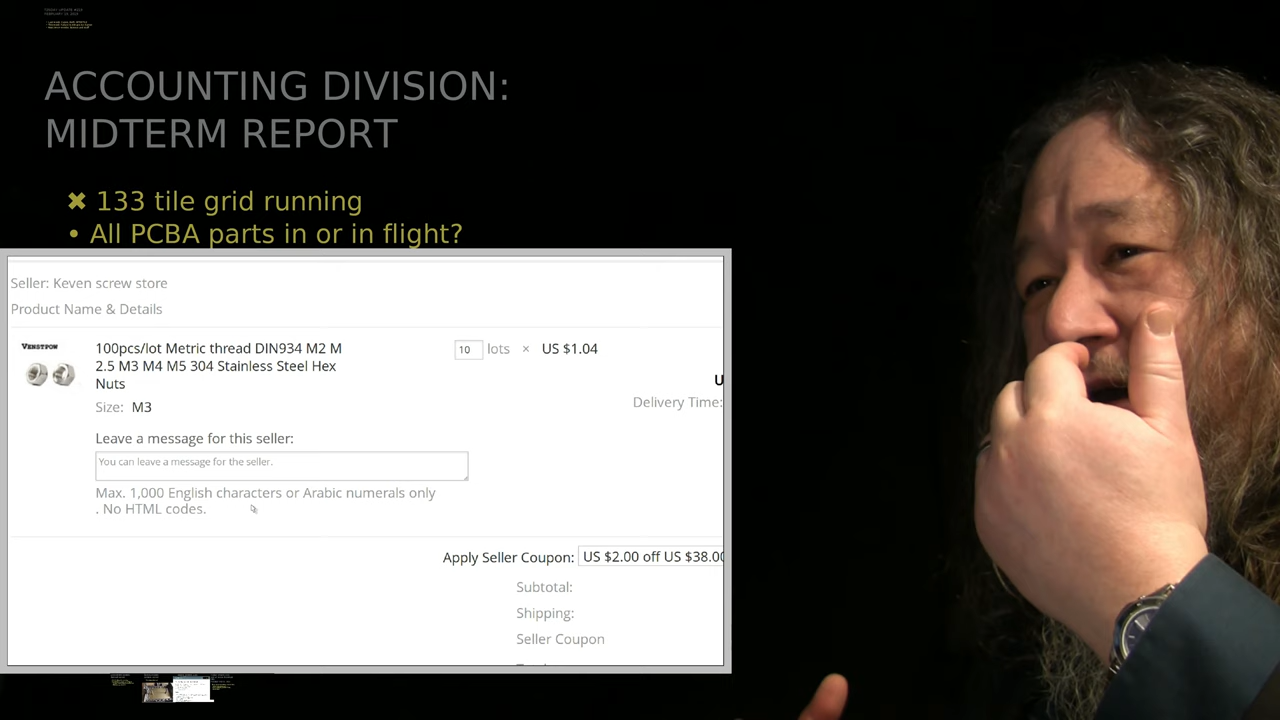 ACCOUNTING DIVISION:
MIDTERM REPORT
✖ 133 tile grid running
• All PCBA parts in or in flight?
Seller: Keven screw store
Product Name & Details
VENSTPOW
100pcs/lot Metric thread DIN934 M2 M
10 lots × US $1.04
2.5 M3 M4 M5 304 Stainless Steel Hex
Nuts
U
Size: M3
Delivery Time:
Leave a message for this seller:
You can leave a message for the seller.
Max. 1,000 English characters or Arabic numerals only
. No HTML codes.
Apply Seller Coupon: US $2.00 off US $38.00
Subtotal:
Shipping:
Seller Coupon